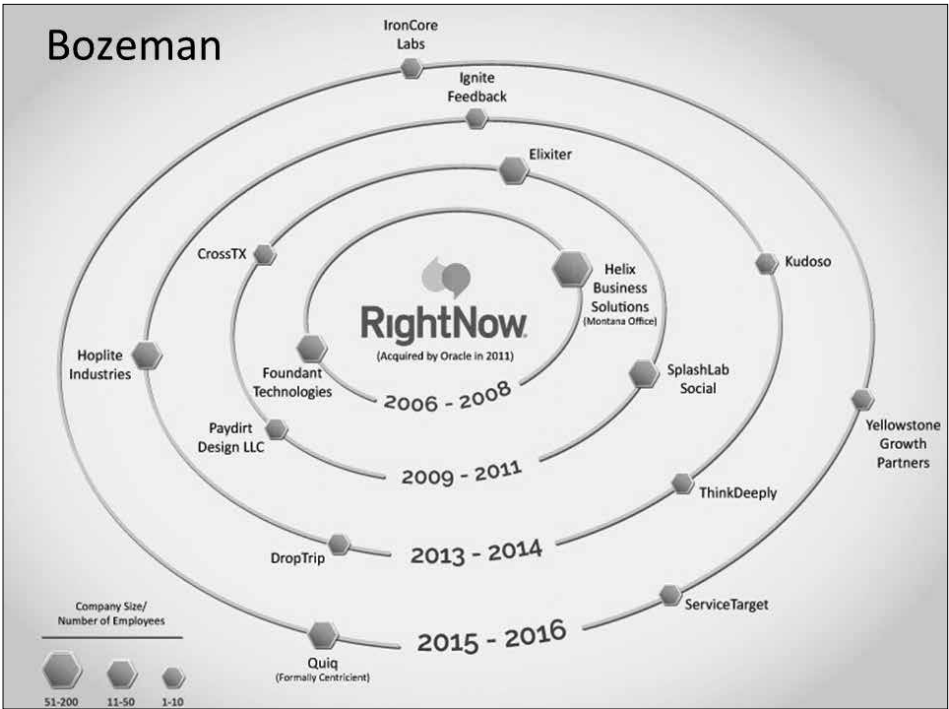 Bozeman
IronCore
Labs
Ignite
Feedback
Elixiter
CrossTX
Kudoso
Helix
Business
Solutions
(Montana Office)
RightNow
(Acquired by Oracle in 2011)
Hoplite
Industries
Foundant
Technologies
SplashLab
Social
2006 - 2008
Paydirt
Design LLC
Yellowstone
Growth
Partners
2009 - 2011
ThinkDeeply
DropTrip
2013 - 2014
ServiceTarget
2015 - 2016
Quiq
(Formally Centricient)
Company Size/
Number of Employees
51-200
11-50
1-10